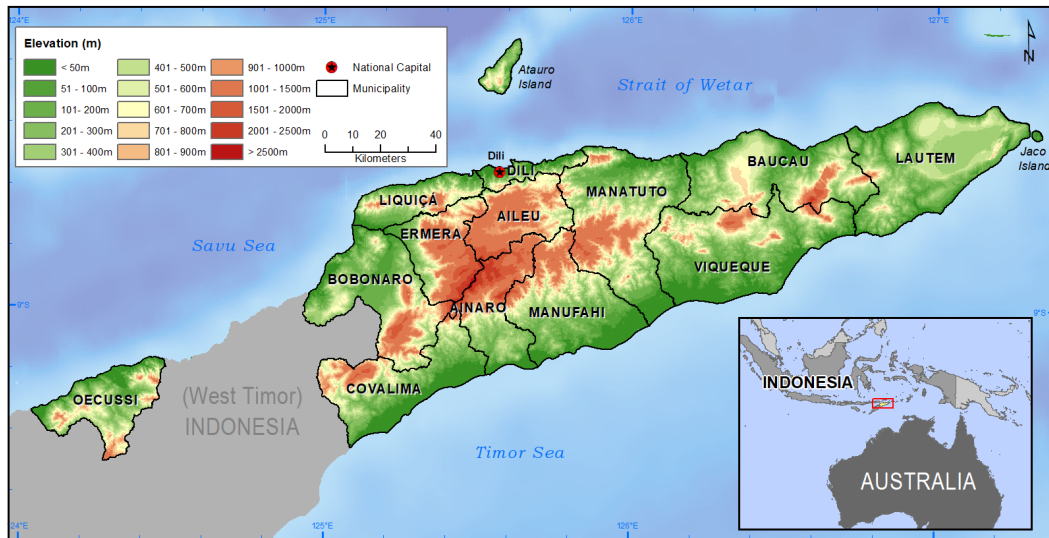 124°E
125°E
126°E
127°E
Elevation (m)
< 50m
51 - 100m
101- 200m
201 - 300m
301 - 400m
401 - 500m
501 - 600m
601 - 700m
701 - 800m
801 - 900m
901 - 1000m
1001 - 1500m
1501 - 2000m
2001 - 2500m
> 2500m
National Capital
Municipality
0
20
40
Kilometers
N
Atauro
Island
Strait of Wetar
Dili
DILI
BAUCAU
LAUTEM
Jaco
Island
MANATUTO
LIQUIÇÁ
AILEU
ERMERA
Savu Sea
BOBONARO
VIQUEQUE
9°S
9°S
AINARO
MANUFAHI
COVALIMA
OECUSSI
(West Timor)
INDONESIA
Timor Sea
INDONESIA
AUSTRALIA
124°E
125°E
126°E
127°E